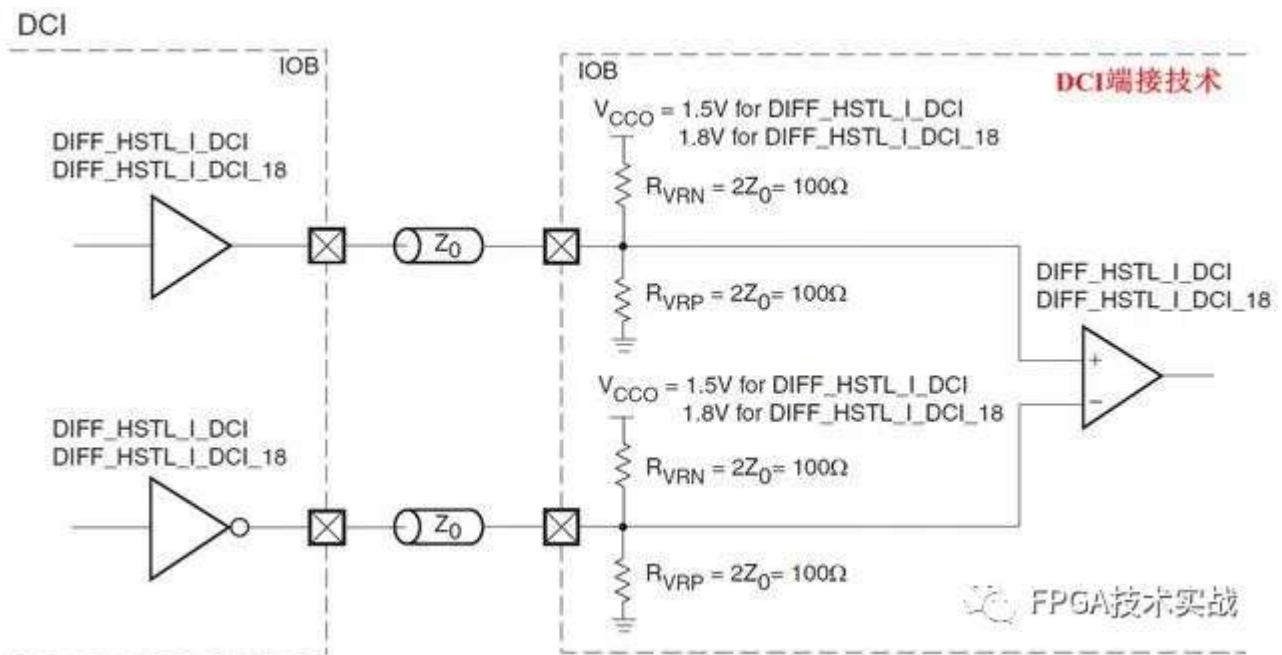 DCI
IOB
DIFF_HSTL_I_DCI
DIFF_HSTL_I_DCI_18
Z0
IOB
DCI端接技术
VCCO = 1.5V for DIFF_HSTL_I_DCI
1.8V for DIFF_HSTL_I_DCI_18
RVRN = 2Z0= 100Ω
RVRP = 2Z0= 100Ω
DIFF_HSTL_I_DCI
DIFF_HSTL_I_DCI_18
+
−
VCCO = 1.5V for DIFF_HSTL_I_DCI
1.8V for DIFF_HSTL_I_DCI_18
DIFF_HSTL_I_DCI
DIFF_HSTL_I_DCI_18
Z0
RVRN = 2Z0= 100Ω
RVRP = 2Z0= 100Ω
FPGA技术实战